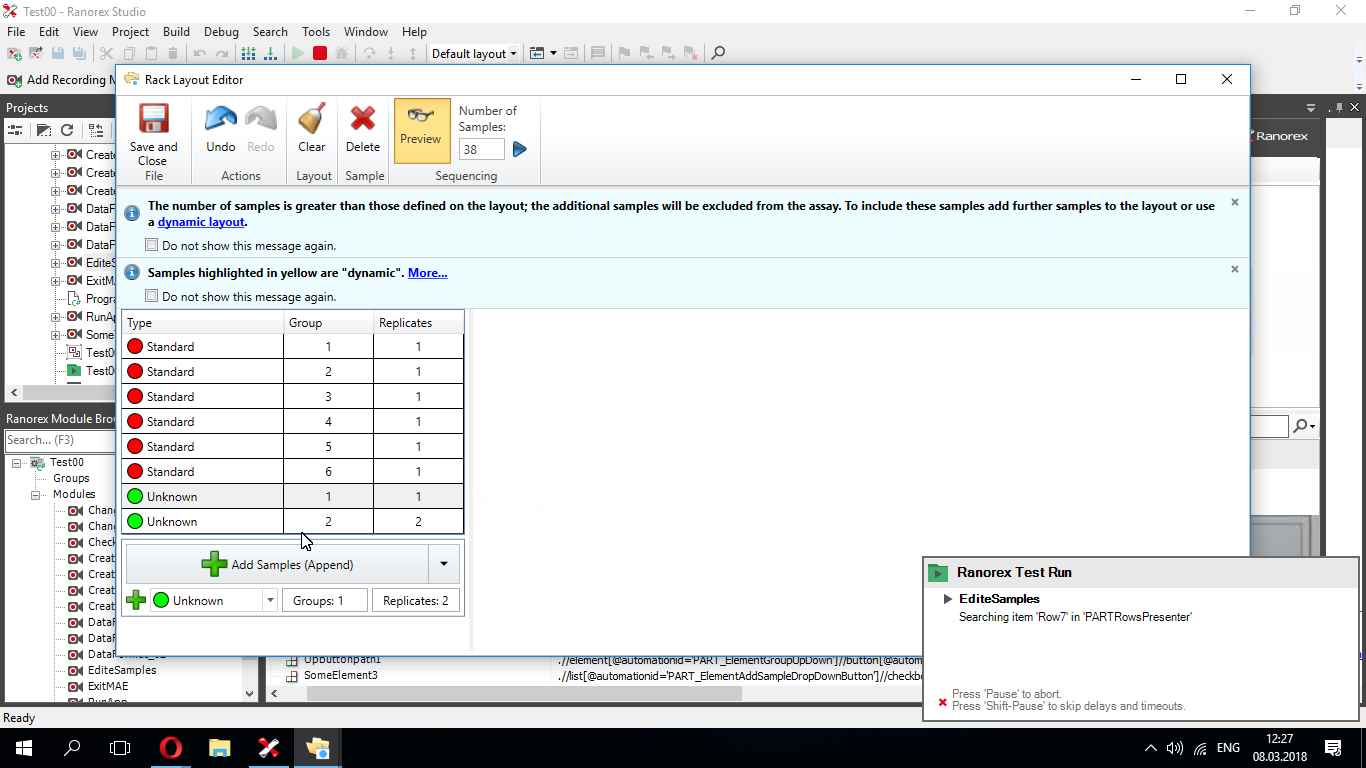 Test00 - Ranorex Studio
File Edit View Project Build Debug Search Tools Window Help
Default layout
Add Recording M
Rack Layout Editor
Projects
Ranorex
Save and
Close
File
Undo
Redo
Actions
Clear
Layout
Delete
Sample
Preview
Number of
Samples:
38
Sequencing
The number of samples is greater than those defined on the layout; the additional samples will be excluded from the assay. To include these samples add further samples to the layout or use
a dynamic layout.
Do not show this message again.
Samples highlighted in yellow are "dynamic". More...
Do not show this message again.
Create
Create
Create
DataF
DataF
DataF
EditeS
ExitM
Progra
RunAp
Some
Test0
Test0
Type Group Replicates
Standard 1 1
Standard 2 1
Standard 3 1
Standard 4 1
Standard 5 1
Standard 6 1
Unknown 1 1
Unknown 2 2
Add Samples (Append)
Unknown
Groups: 1
Replicates: 2
Ranorex Module Bro
Search... (F3)
Test00
Groups
Modules
Chan
Chan
Check
Creat
Creat
Creat
Creat
DataF
DataF
EditeSamples
ExitMAE
.//element[@automationid='PART_ElementGroupUpDown']//button[@autom
SomeElement3
.//list[@automationid='PART_ElementAddSampleDropDownButton']//checkb
Ranorex Test Run
EditeSamples
Searching item 'Row7' in 'PARTRowsPresenter'
Press 'Pause' to abort.
Press 'Shift-Pause' to skip delays and timeouts.
Ready
ENG
12:27
08.03.2018